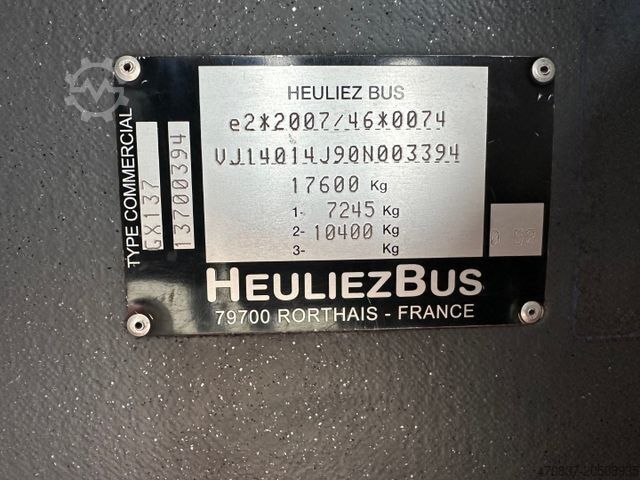 HEULIEZ BUS
e2*2007/46*0074
VJ14014J90N003394
17600 Kg
1- 7245 Kg
2- 10400 Kg
3- Kg
TYPE COMMERCIAL
GX137
13700394
HEULIEZBUS
79700 RORTHAIS - FRANCE